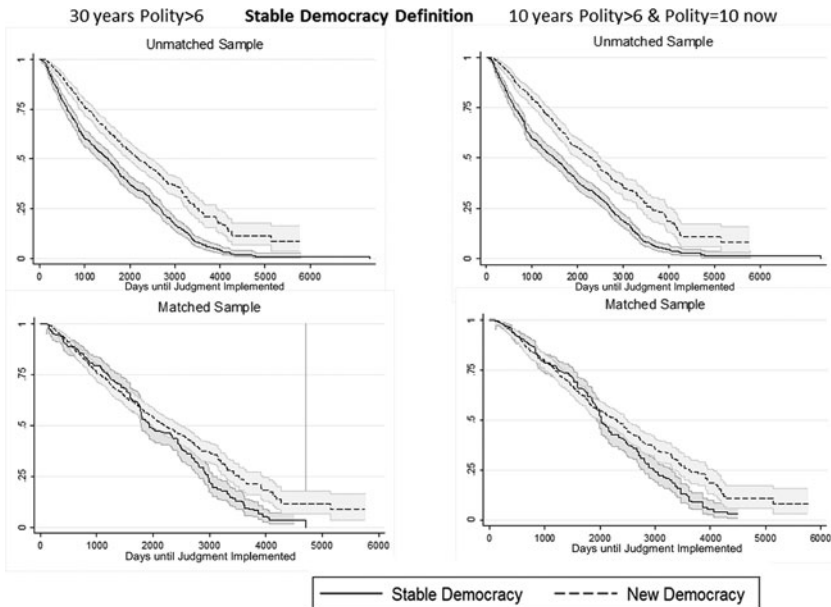 30 years Polity>6 Stable Democracy Definition 10 years Polity>6 & Polity=10 now
Unmatched Sample
1
.75
.5
.25
0
0 1000 2000 3000 4000 5000 6000
Days until Judgment Implemented
Unmatched Sample
1
.75
.5
.25
0
0 1000 2000 3000 4000 5000 6000
Days until Judgment Implemented
Matched Sample
1
.75
.5
.25
0
0 1000 2000 3000 4000 5000 6000
Days until Judgment Implemented
Matched Sample
1
.75
.5
.25
0
0 1000 2000 3000 4000 5000 6000
Days until Judgment Implemented
Stable Democracy New Democracy